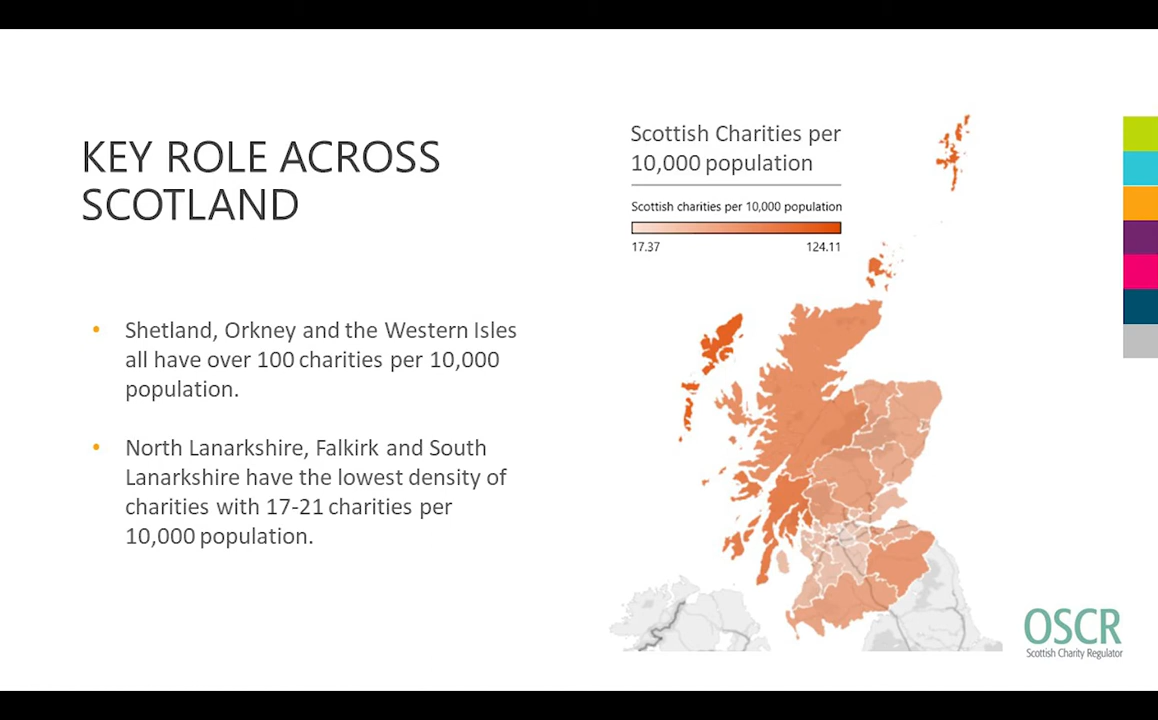 KEY ROLE ACROSS
SCOTLAND
• Shetland, Orkney and the Western Isles
all have over 100 charities per 10,000
population.
• North Lanarkshire, Falkirk and South
Lanarkshire have the lowest density of
charities with 17-21 charities per
10,000 population.
Scottish Charities per
10,000 population
Scottish charities per 10,000 population
17.37 124.11
OSCR
Scottish Charity Regulator